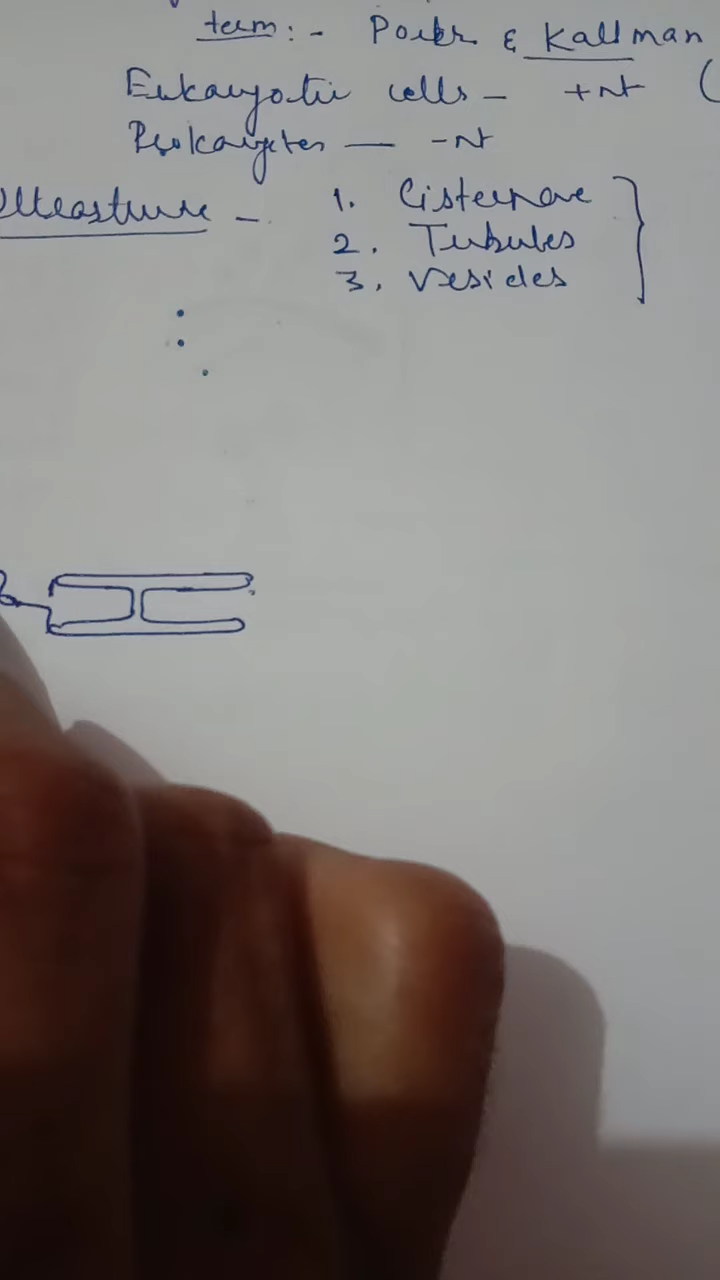 term:- Porter & Kallman
Eukaryotic cells - +nt (
Prokaryotes — -nt
ultrastructure - 1. Cisternae
2. Tubules
3. Vesicles